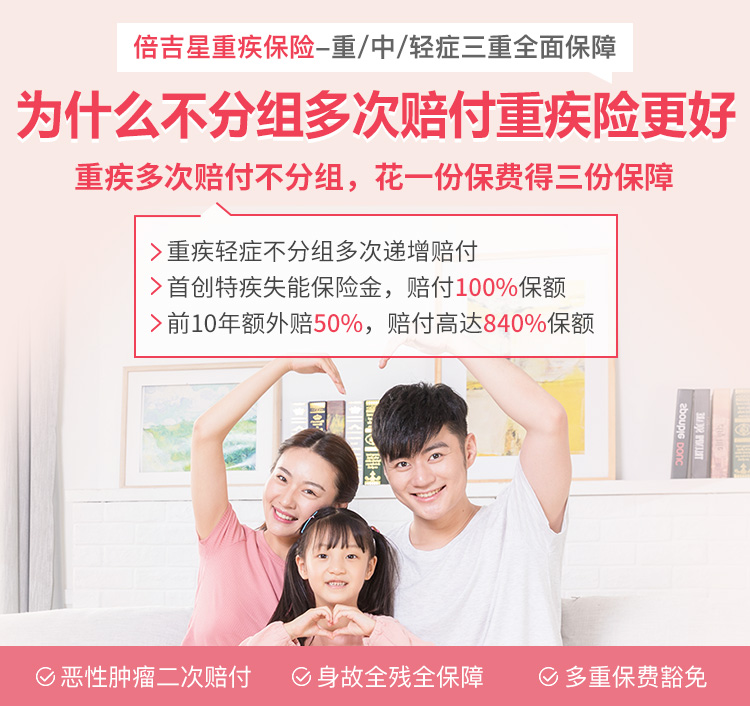 倍吉星重疾保险-重/中/轻症三重全面保障
为什么不分组多次赔付重疾险更好
重疾多次赔付不分组，花一份保费得三份保障
重疾轻症不分组多次递增赔付
首创特疾失能保险金，赔付100%保额
前10年额外赔50%，赔付高达840%保额
恶性肿瘤二次赔付
身故全残全保障
多重保费豁免